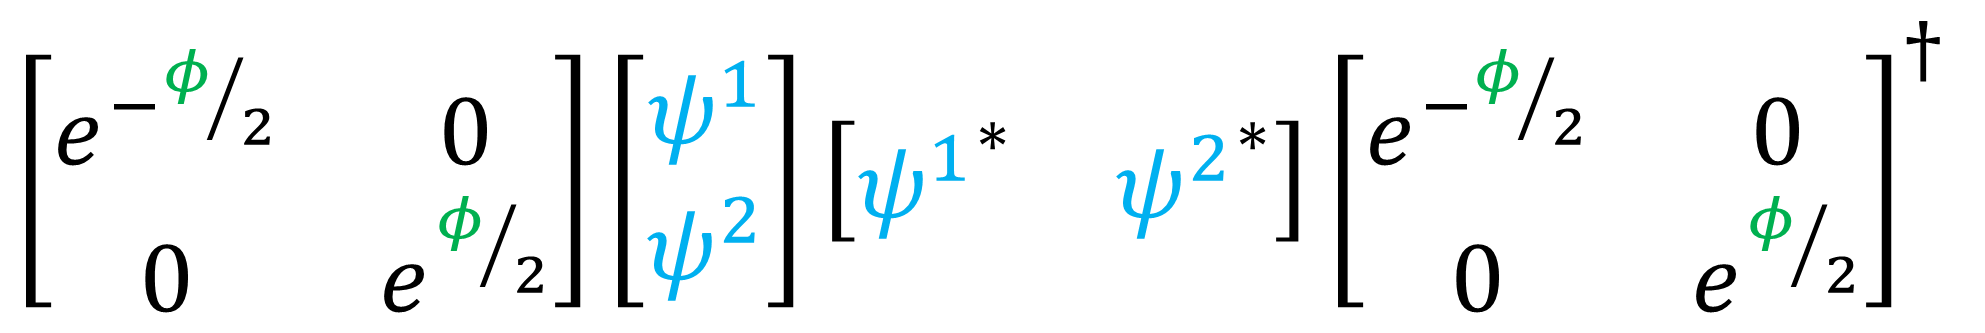 [e^{-ϕ/2} 0; 0 e^{ϕ/2}] [ψ^1; ψ^2] [ψ^{1*} ψ^{2*}] [e^{-ϕ/2} 0; 0 e^{ϕ/2}]^†